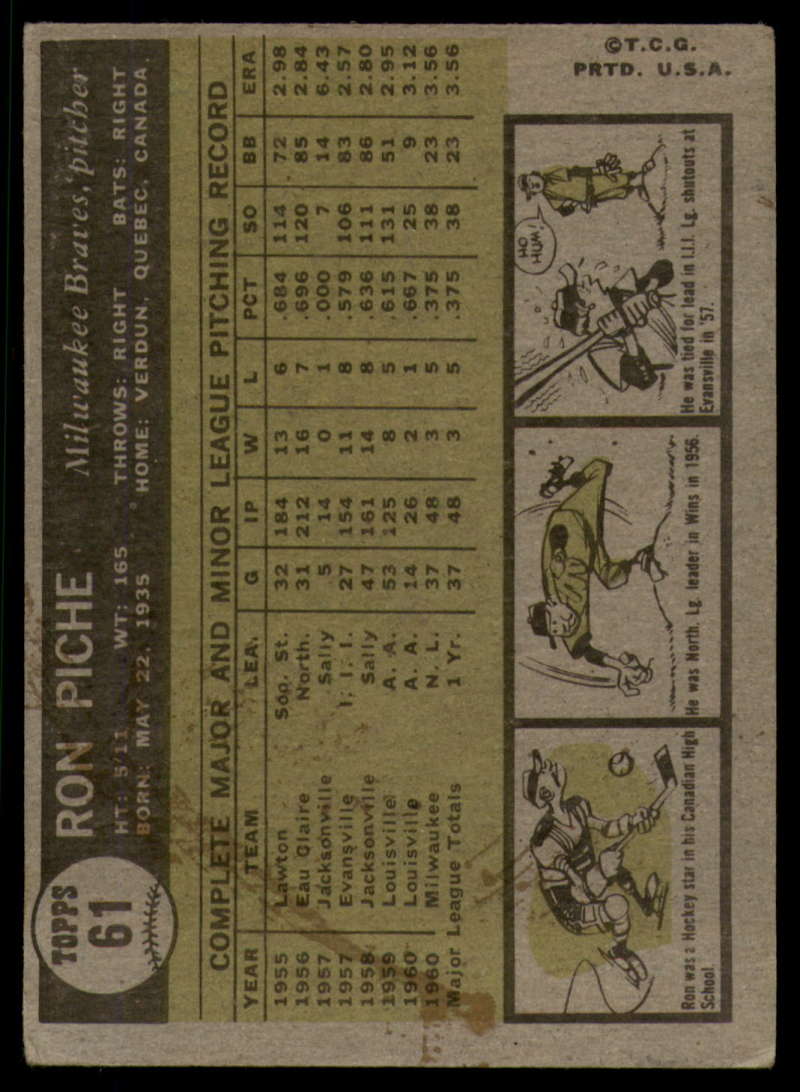 TOPPS
61
RON PICHE Milwaukee Braves, pitcher
HT: 5'11 WT: 165 THROWS: RIGHT BATS: RIGHT
BORN: MAY 22, 1935 HOME: VERDUN, QUEBEC, CANADA
COMPLETE MAJOR AND MINOR LEAGUE PITCHING RECORD
YEAR TEAM LEA. G IP W L PCT SO BB ERA
1955 Lawton Soo. St. 32 184 13 6 .684 114 72 2.98
1956 Eau Claire North. 31 212 16 7 .696 120 85 2.84
1957 Jacksonville Sally 5 14 0 1 .000 7 14 6.43
1957 Evansville I. I. I. 27 154 11 8 .579 106 83 2.57
1958 Jacksonville Sally 47 161 14 8 .636 111 86 2.80
1959 Louisville A. A. 53 125 8 5 .615 131 51 2.95
1960 Louisville A. A. 14 26 2 1 .667 25 9 3.12
1960 Milwaukee N. L. 37 48 3 5 .375 38 23 3.56
Major League Totals 1 Yr. 37 48 3 5 .375 38 23 3.56
Ron was a Hockey star in his Canadian High
School.
He was North. Lg. leader in Wins in 1956.
HO
HUM!
He was tied for lead in I.I.I. Lg. shutouts at
Evansville in '57.
©T.C.G.
PRTD. U.S.A.